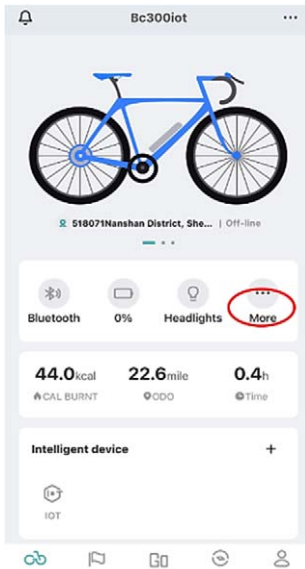 Bc300iot
518071Nanshan District, She... | Off-line
Bluetooth 0% Headlights More
44.0kcal 22.6mile 0.4h
CAL BURNT ODO Time
Intelligent device +
IOT
GO